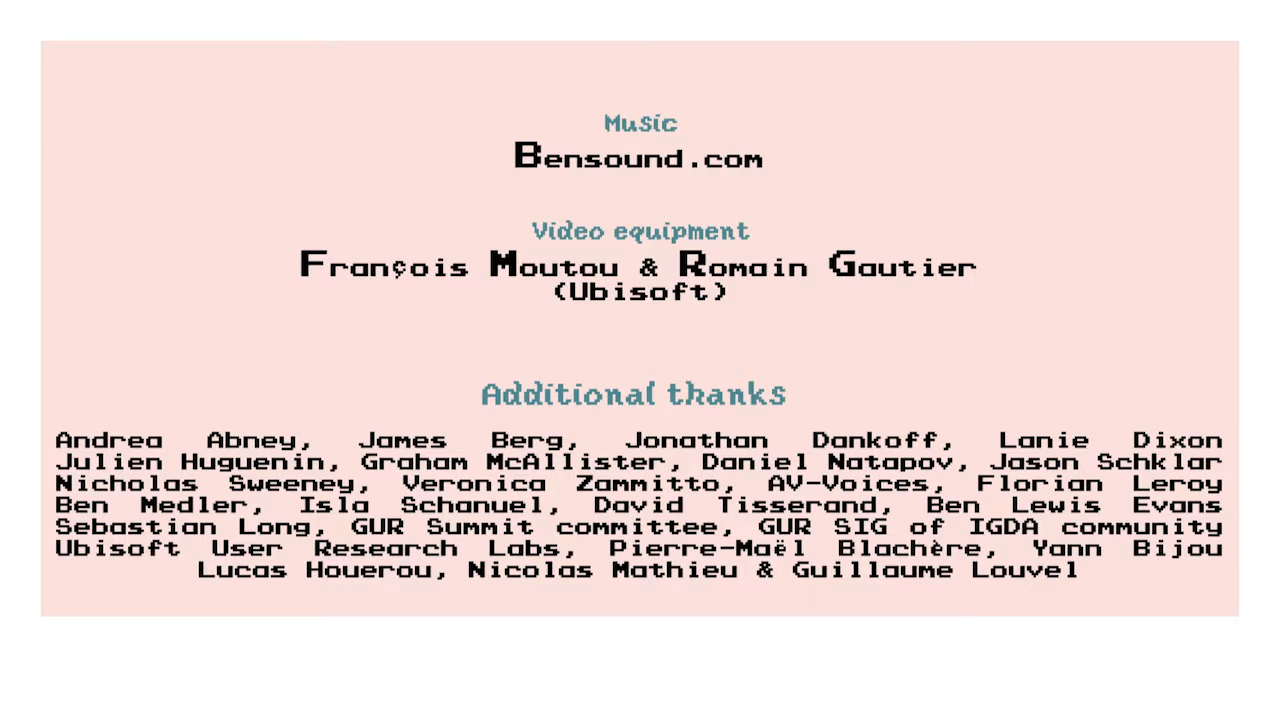 Music
Bensound.com
Video equipment
François Moutou & Romain Gautier
(Ubisoft)
Additional thanks
Andrea Abney, James Berg, Jonathan Dankoff, Lanie Dixon
Julien Huguenin, Graham McAllister, Daniel Natapov, Jason Schklar
Nicholas Sweeney, Veronica Zammitto, AV-Voices, Florian Leroy
Ben Medler, Isla Schanuel, David Tisserand, Ben Lewis Evans
Sebastian Long, GUR Summit committee, GUR SIG of IGDA community
Ubisoft User Research Labs, Pierre-Maël Blachère, Yann Bijou
Lucas Houerou, Nicolas Mathieu & Guillaume Louvel